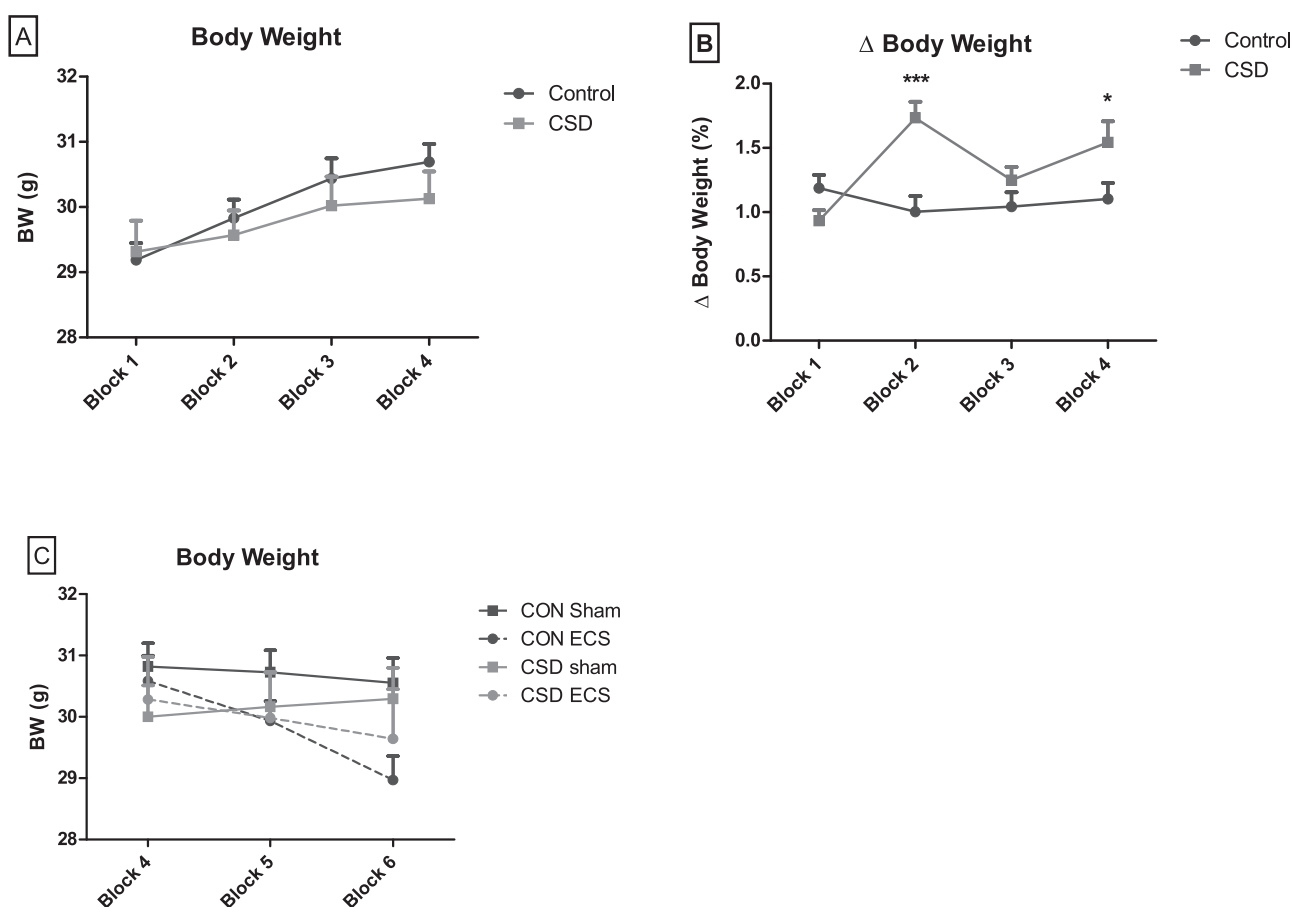 A
Body Weight
32
31
30
29
28
BW (g)
Block 1
Block 2
Block 3
Block 4
Control
CSD
B
Δ Body Weight
Control
CSD
2.0
1.5
1.0
0.5
0.0
Δ Body Weight (%)
***
*
Block 1
Block 2
Block 3
Block 4
C
Body Weight
32
31
30
29
28
BW (g)
Block 4
Block 5
Block 6
CON Sham
CON ECS
CSD sham
CSD ECS